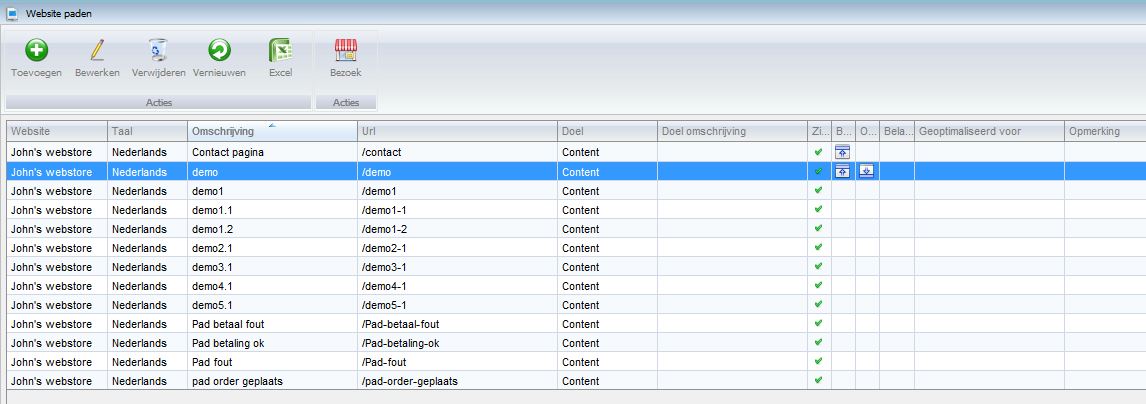 Website paden
Toevoegen Bewerken Verwijderen Vernieuwen Excel Bezoek
Acties Acties
Website Taal Omschrijving Url Doel Doel omschrijving Zi... B... O... Bela... Geoptimaliseerd voor Opmerking
John's webstore Nederlands Contact pagina /contact Content
John's webstore Nederlands demo /demo Content
John's webstore Nederlands demo1 /demo1 Content
John's webstore Nederlands demo1.1 /demo1-1 Content
John's webstore Nederlands demo1.2 /demo1-2 Content
John's webstore Nederlands demo2.1 /demo2-1 Content
John's webstore Nederlands demo3.1 /demo3-1 Content
John's webstore Nederlands demo4.1 /demo4-1 Content
John's webstore Nederlands demo5.1 /demo5-1 Content
John's webstore Nederlands Pad betaal fout /Pad-betaal-fout Content
John's webstore Nederlands Pad betaling ok /Pad-betaling-ok Content
John's webstore Nederlands Pad fout /Pad-fout Content
John's webstore Nederlands pad order geplaats /pad-order-geplaats Content